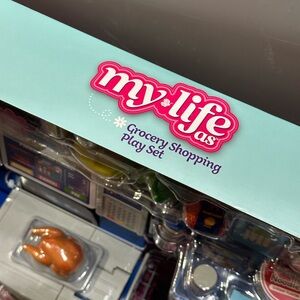 my life
as
Grocery Shopping
Play Set